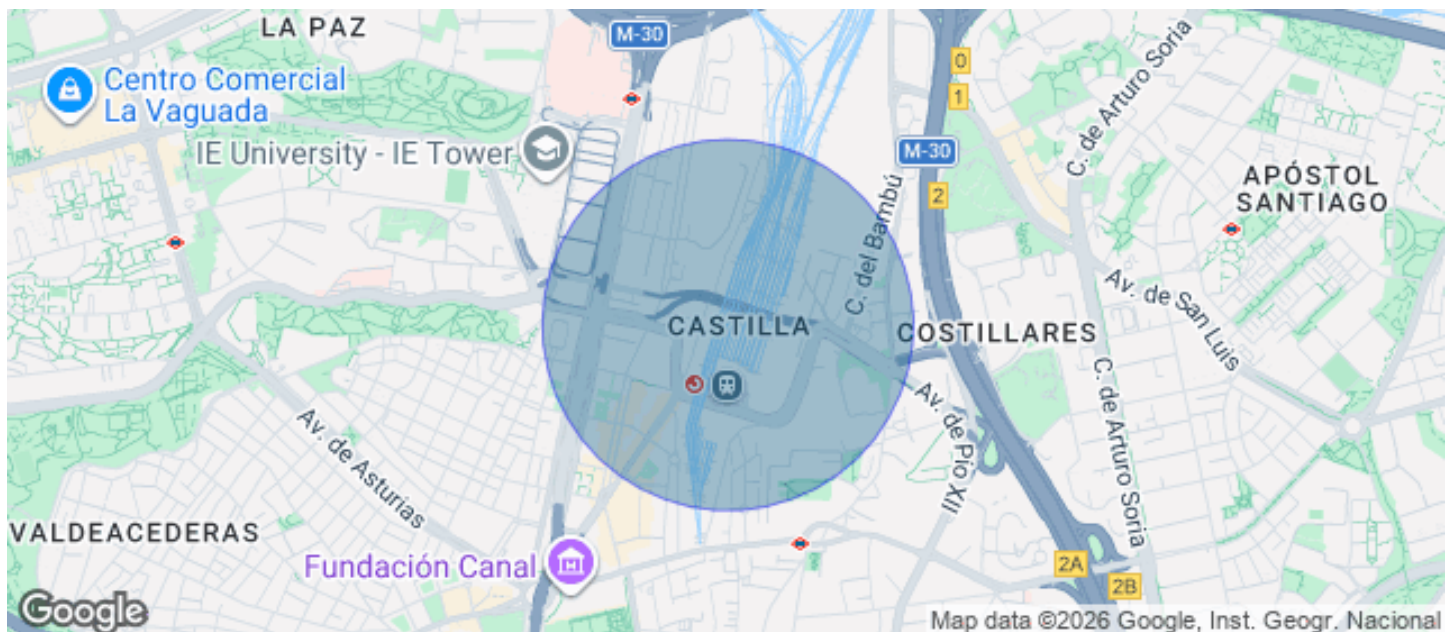 LA PAZ
M-30
Centro Comercial
La Vaguada
IE University - IE Tower
0
1
C. de Arturo Soria
M-30
2
APÓSTOL
SANTIAGO
C. del Bambú
Av. de San Luis
CASTILLA
COSTILLARES
C. de Arturo Soria
Av. de Pío XII
Av. de Asturias
VALDEACEDERAS
Fundación Canal
2A
2B
Google
Map data ©2026 Google, Inst. Geogr. Nacional